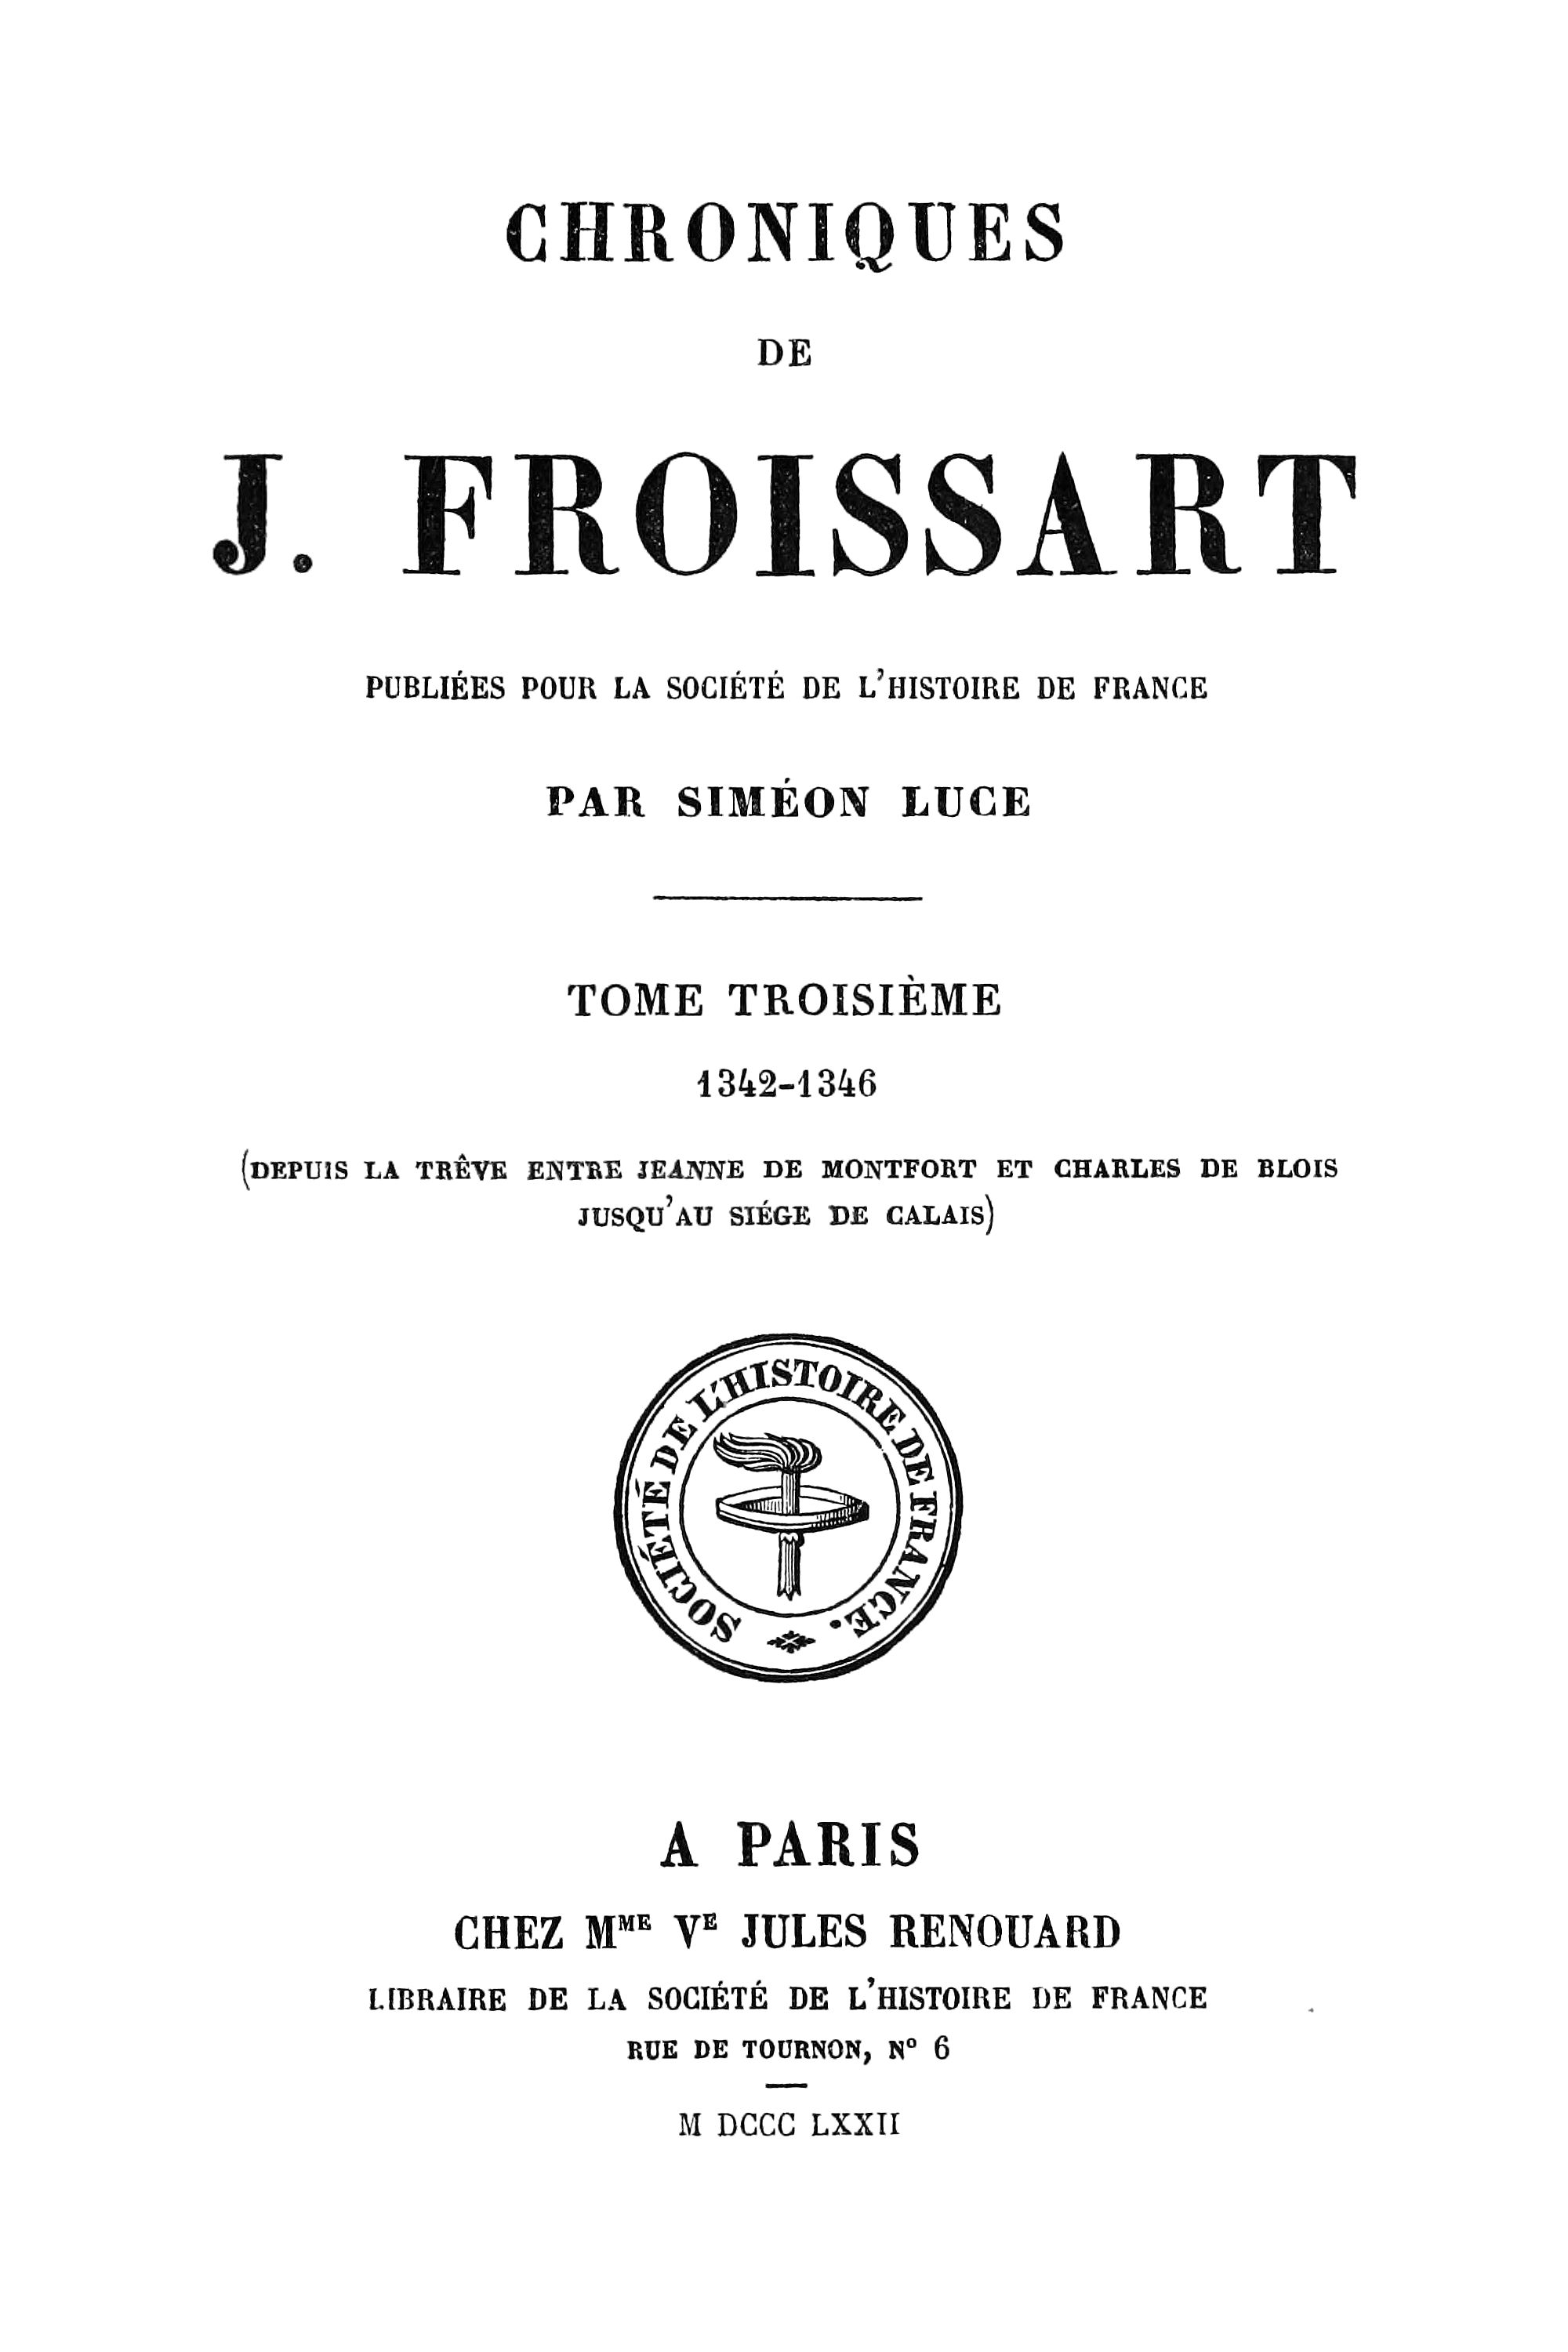 CHRONIQUES
DE
J. FROISSART
PUBLIÉES POUR LA SOCIÉTÉ DE L'HISTOIRE DE FRANCE
PAR SIMÉON LUCE
TOME TROISIÈME
1342-1346
(DEPUIS LA TRÊVE ENTRE JEANNE DE MONTFORT ET CHARLES DE BLOIS
JUSQU'AU SIÉGE DE CALAIS)
SOCIÉTÉ DE L'HISTOIRE DE FRANCE.
A PARIS
CHEZ MME VE JULES RENOUARD
LIBRAIRE DE LA SOCIÉTÉ DE L'HISTOIRE DE FRANCE
RUE DE TOURNON, Nº 6
M DCCC LXXII